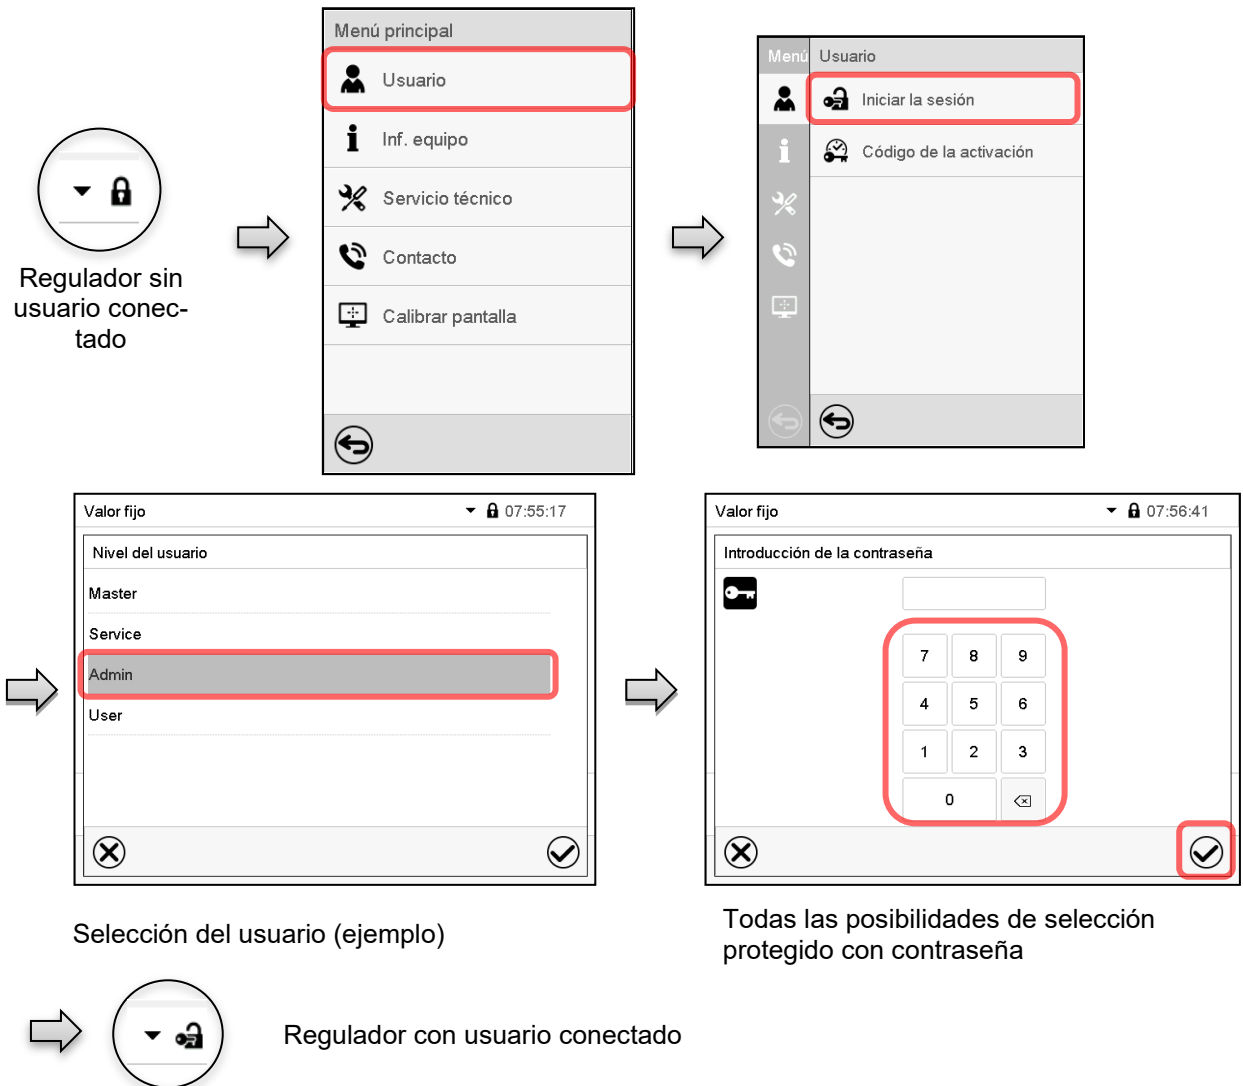 Regulador sin
usuario conec-
tado
Menú principal
Usuario
Inf. equipo
Servicio técnico
Contacto
Calibrar pantalla
Menú
Usuario
Iniciar la sesión
Código de la activación
Valor fijo
07:55:17
Nivel del usuario
Master
Service
Admin
User
Selección del usuario (ejemplo)
Valor fijo
07:56:41
Introducción de la contraseña
7 8 9
4 5 6
1 2 3
0
Todas las posibilidades de selección
protegido con contraseña
Regulador con usuario conectado